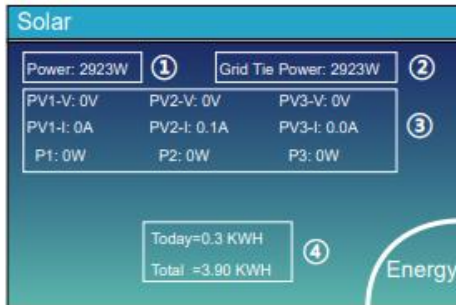 Solar
Power: 2923W ① Grid Tie Power: 2923W ②
PV1-V: 0V PV2-V: 0V PV3-V: 0V
PV1-I: 0A PV2-I: 0.1A PV3-I: 0.0A ③
P1: 0W P2: 0W P3: 0W
Today=0.3 KWH
Total =3.90 KWH ④
Energy